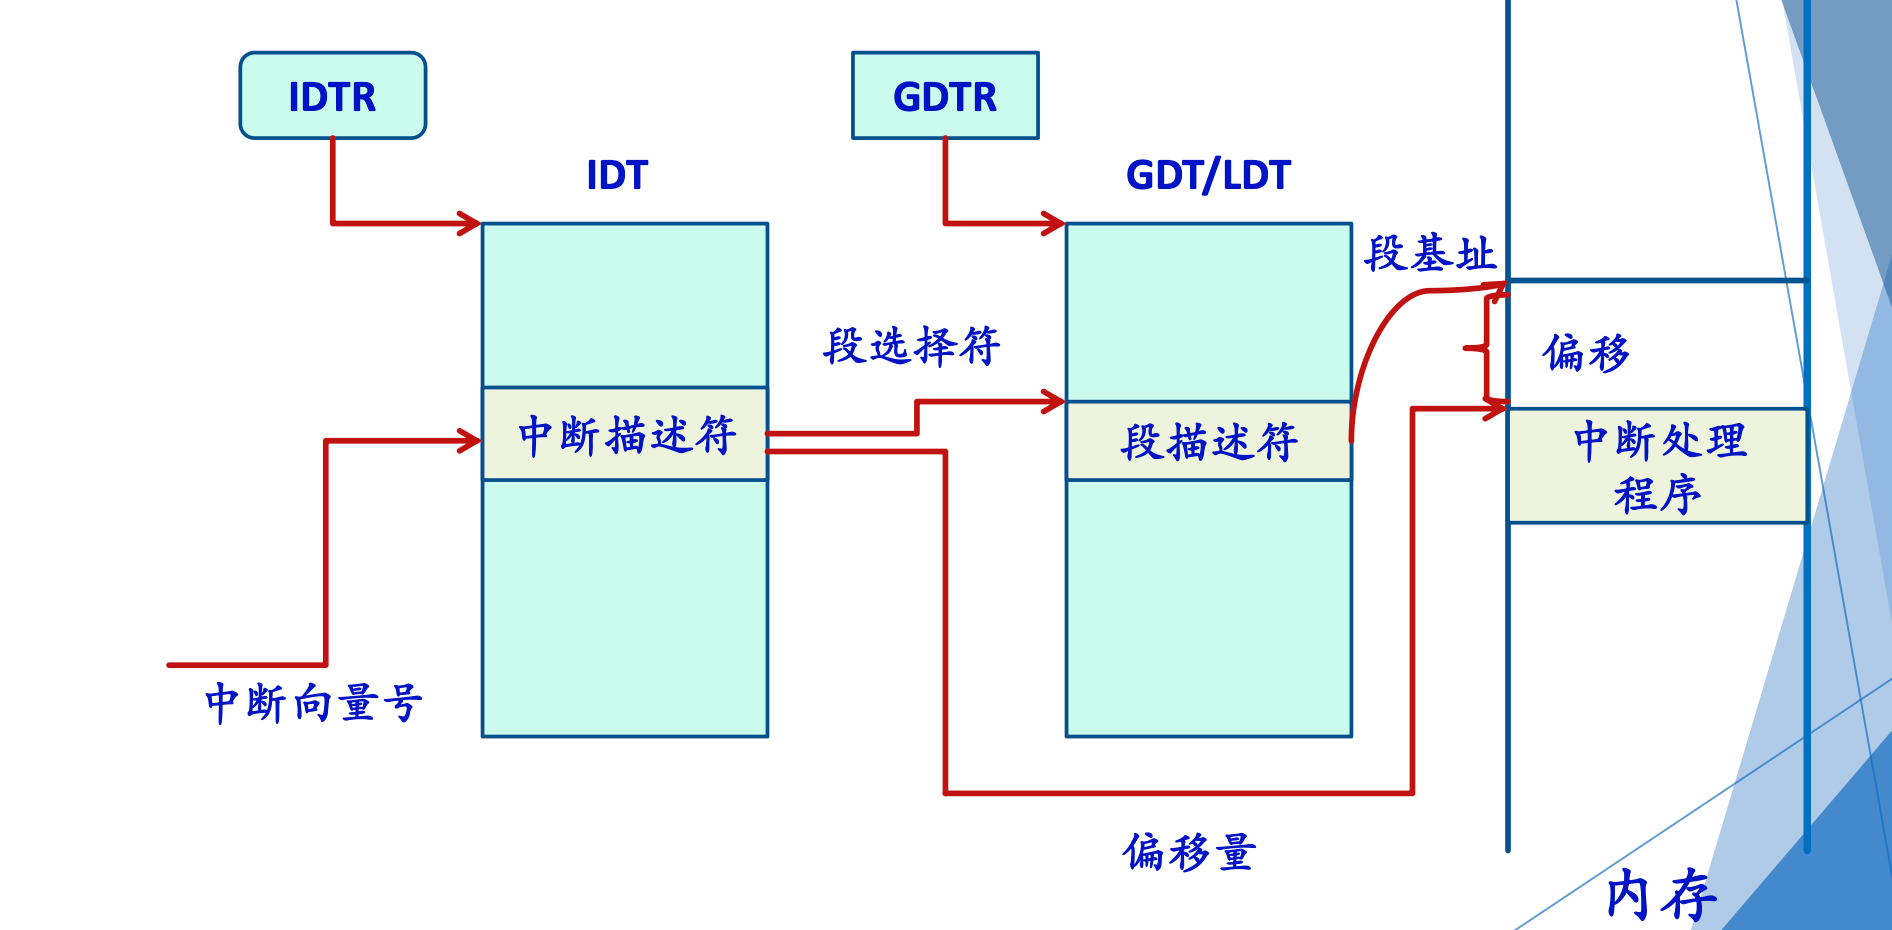 IDTR
GDTR
IDT
GDT/LDT
段基址
段选择符
偏移
中断描述符
段描述符
中断处理
程序
中断向量号
偏移量
内存